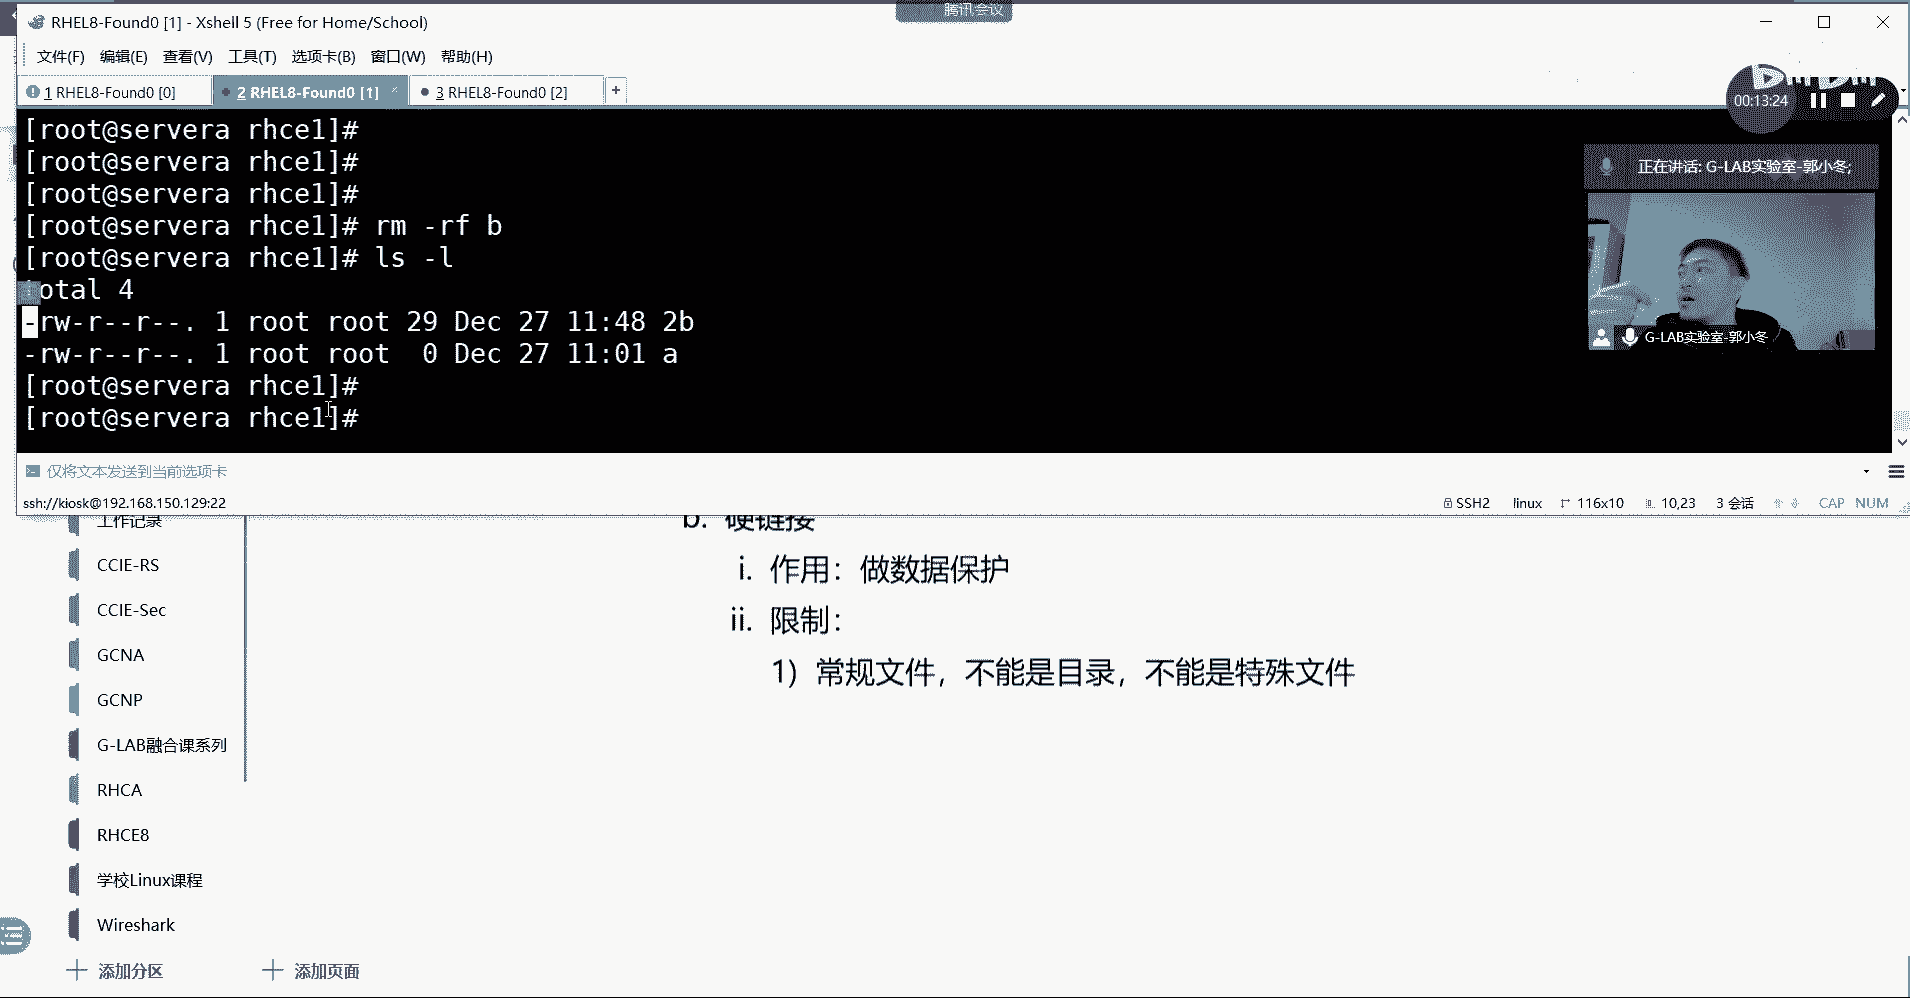 腾讯会议
RHEL8-Found0 [1] - Xshell 5 (Free for Home/School)
文件(F) 编辑(E) 查看(V) 工具(T) 选项卡(B) 窗口(W) 帮助(H)
1 RHEL8-Found0 [0] 2 RHEL8-Found0 [1] × 3 RHEL8-Found0 [2] +
00:13:24
[root@servera rhce1]#
[root@servera rhce1]#
[root@servera rhce1]#
[root@servera rhce1]# rm -rf b
[root@servera rhce1]# ls -l
otal 4
-rw-r--r--. 1 root root 29 Dec 27 11:48 2b
-rw-r--r--. 1 root root  0 Dec 27 11:01 a
[root@servera rhce1]#
[root@servera rhce1]#
正在讲话: G-LAB实验室-郭小冬;
G-LAB实验室-郭小冬
仅将文本发送到当前选项卡
ssh://kiosk@192.168.150.129:22 SSH2 linux 116x10 10,23 3 会话 CAP NUM
工作记录
CCIE-RS
CCIE-Sec
GCNA
GCNP
G-LAB融合课系列
RHCA
RHCE8
学校Linux课程
Wireshark
添加分区 添加页面
b. 硬链接
i. 作用：做数据保护
ii. 限制：
1) 常规文件，不能是目录，不能是特殊文件